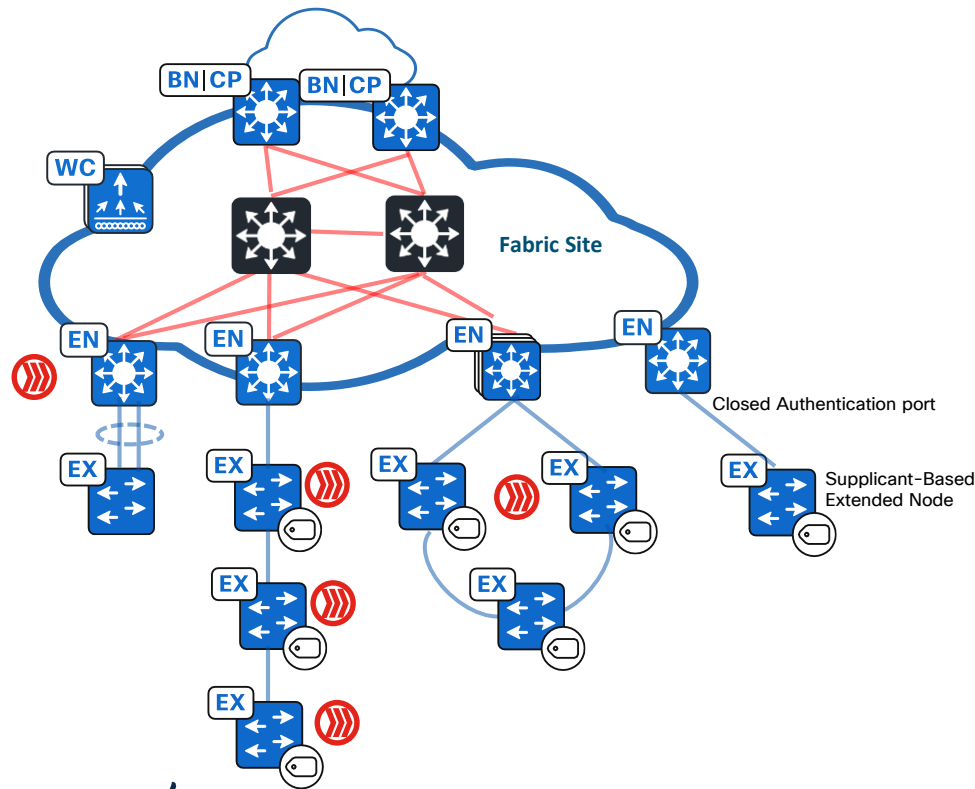 BN|CP
BN|CP
WC
Fabric Site
EN
EN
EN
EN
Closed Authentication port
EX
EX
EX
EX
EX
Supplicant-Based
Extended Node
EX
EX
EX